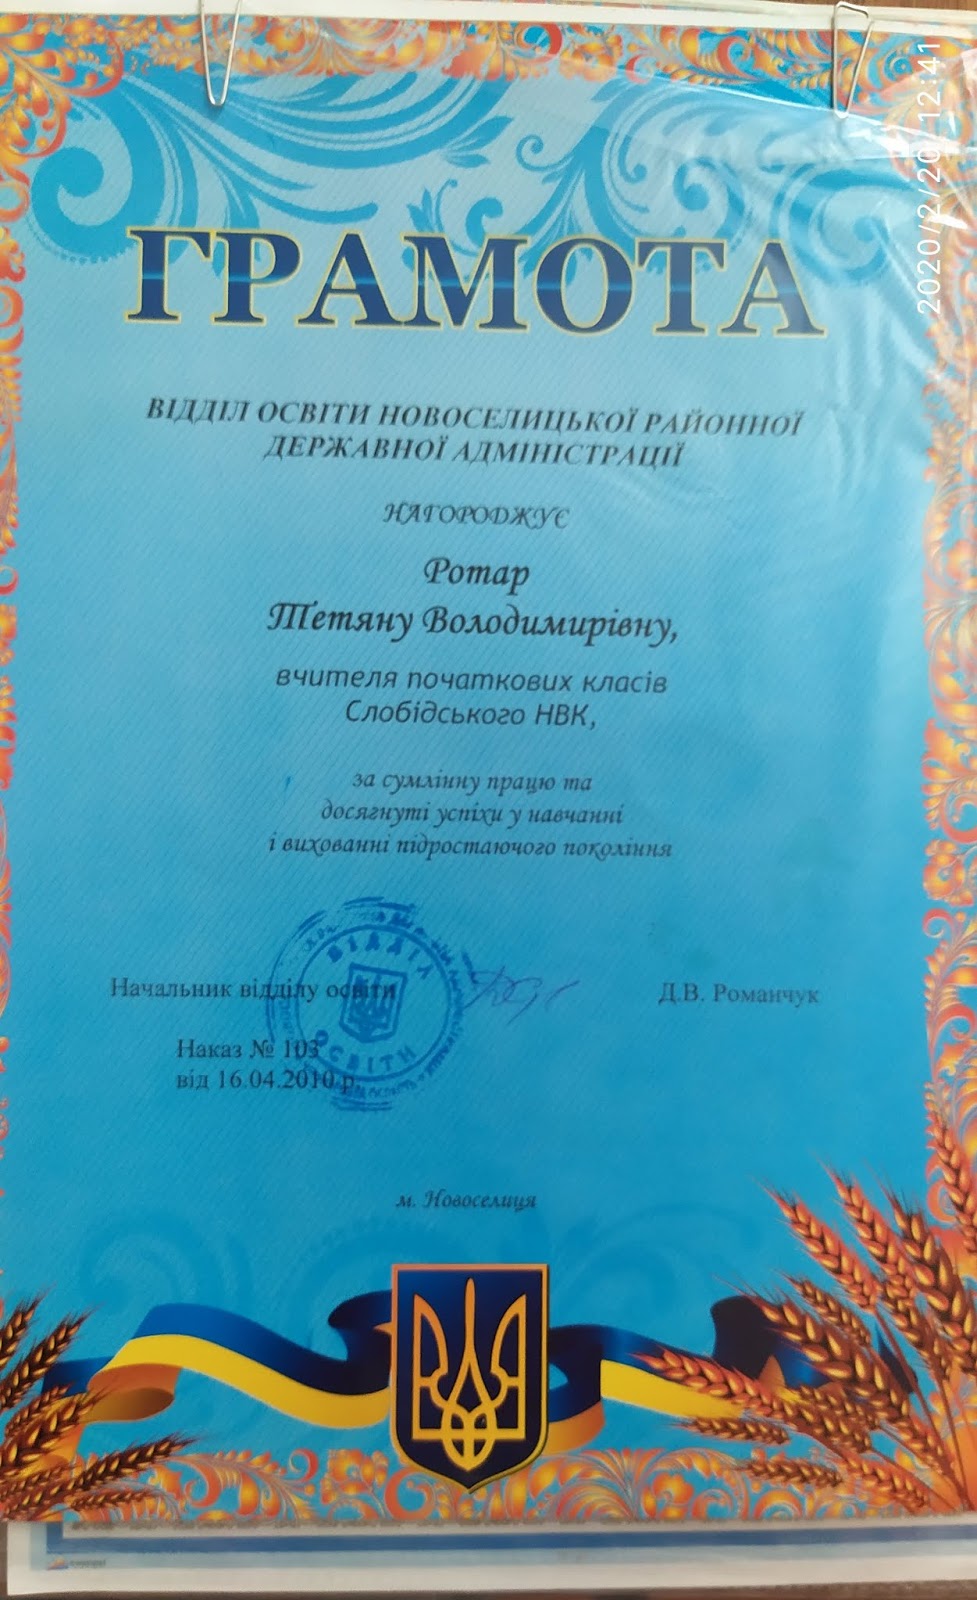 2020/2/20 12:41
ГРАМОТА
ВІДДІЛ ОСВІТИ НОВОСЕЛИЦЬКОЇ РАЙОННОЇ
ДЕРЖАВНОЇ АДМІНІСТРАЦІЇ
НАГОРОДЖУЄ
Ротар
Тетяну Володимирівну,
вчителя початкових класів
Слобідського НВК,
за сумлінну працю та
досягнуті успіхи у навчанні
і вихованні підростаючого покоління
ВІДДІЛ
Начальник відділу освіти
Д.В. Романчук
ОСВІТИ
Наказ № 103
від 16.04.2010 р.
м. Новоселиця